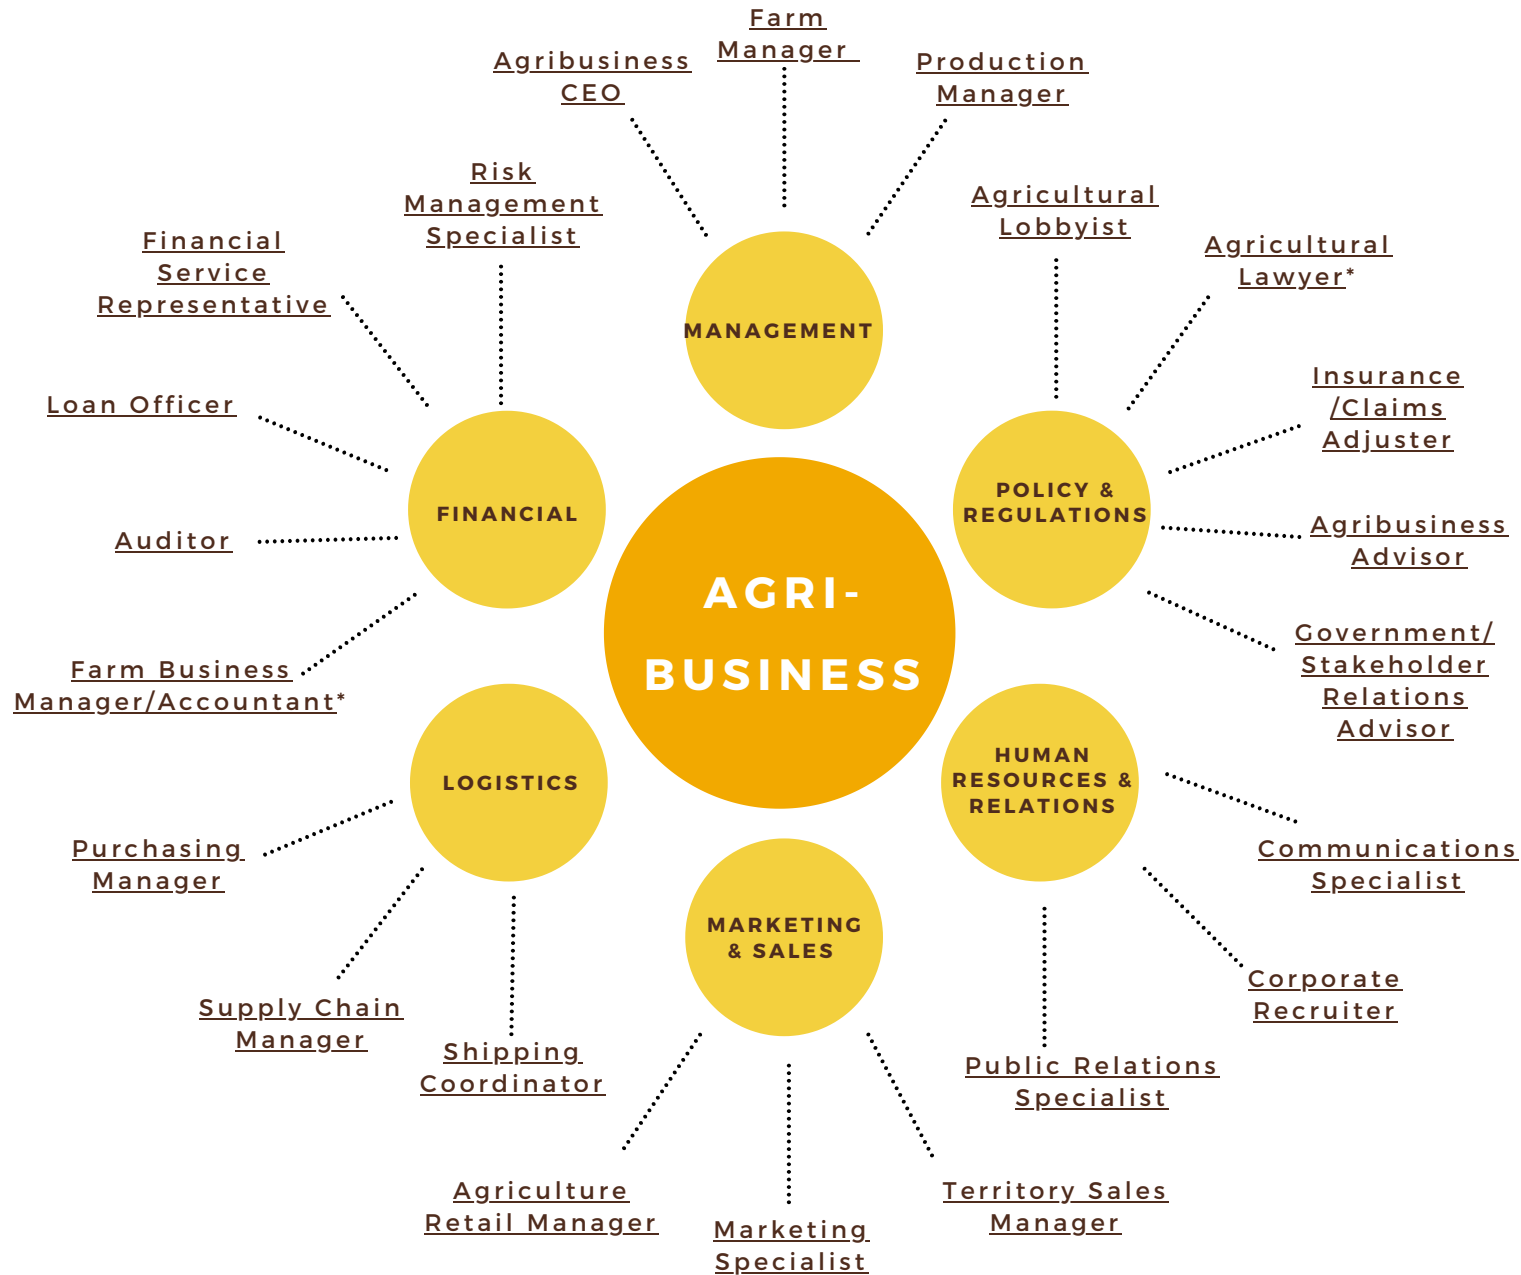 Farm
Manager
Agribusiness
CEO
Production
Manager
Risk
Management
Specialist
Agricultural
Lobbyist
Financial
Service
Representative
Agricultural
Lawyer*
MANAGEMENT
Insurance
/Claims
Adjuster
Loan Officer
POLICY &
REGULATIONS
FINANCIAL
Agribusiness
Advisor
Auditor
AGRI-
BUSINESS
Government/
Stakeholder
Relations
Advisor
Farm Business
Manager/Accountant*
HUMAN
RESOURCES &
RELATIONS
LOGISTICS
Purchasing
Manager
Communications
Specialist
MARKETING
& SALES
Corporate
Recruiter
Supply Chain
Manager
Shipping
Coordinator
Public Relations
Specialist
Agriculture
Retail Manager
Territory Sales
Manager
Marketing
Specialist